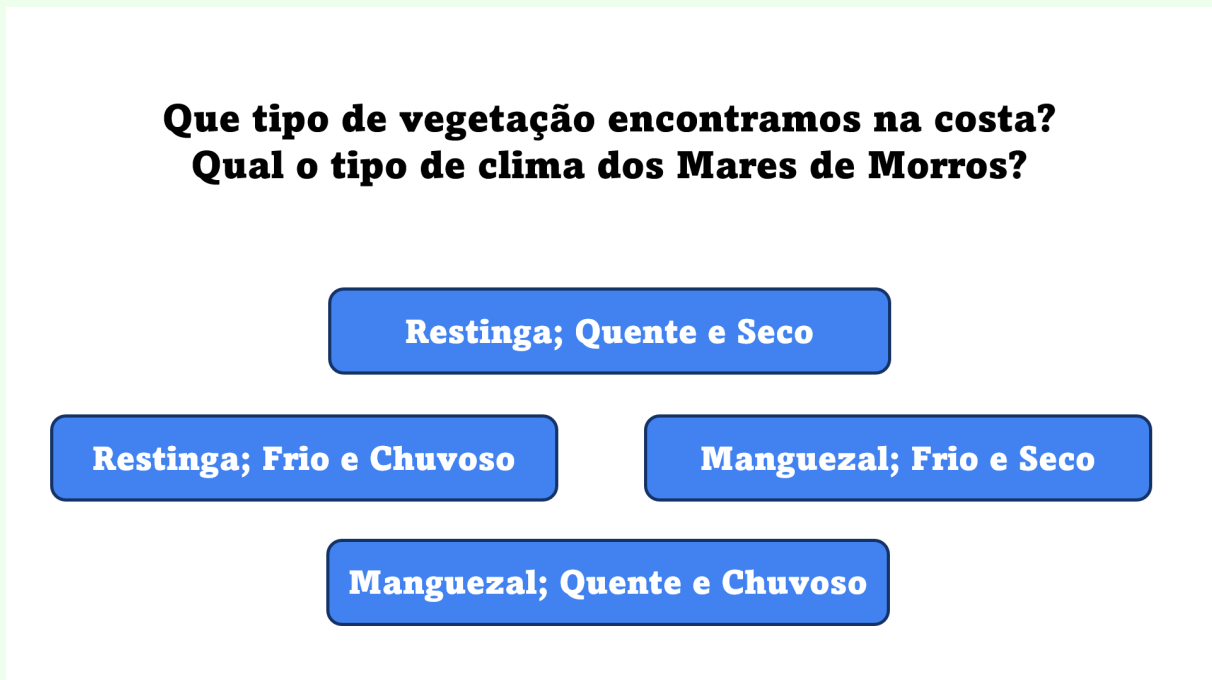 Que tipo de vegetação encontramos na costa?
Qual o tipo de clima dos Mares de Morros?
Restinga; Quente e Seco
Restinga; Frio e Chuvoso
Manguezal; Frio e Seco
Manguezal; Quente e Chuvoso